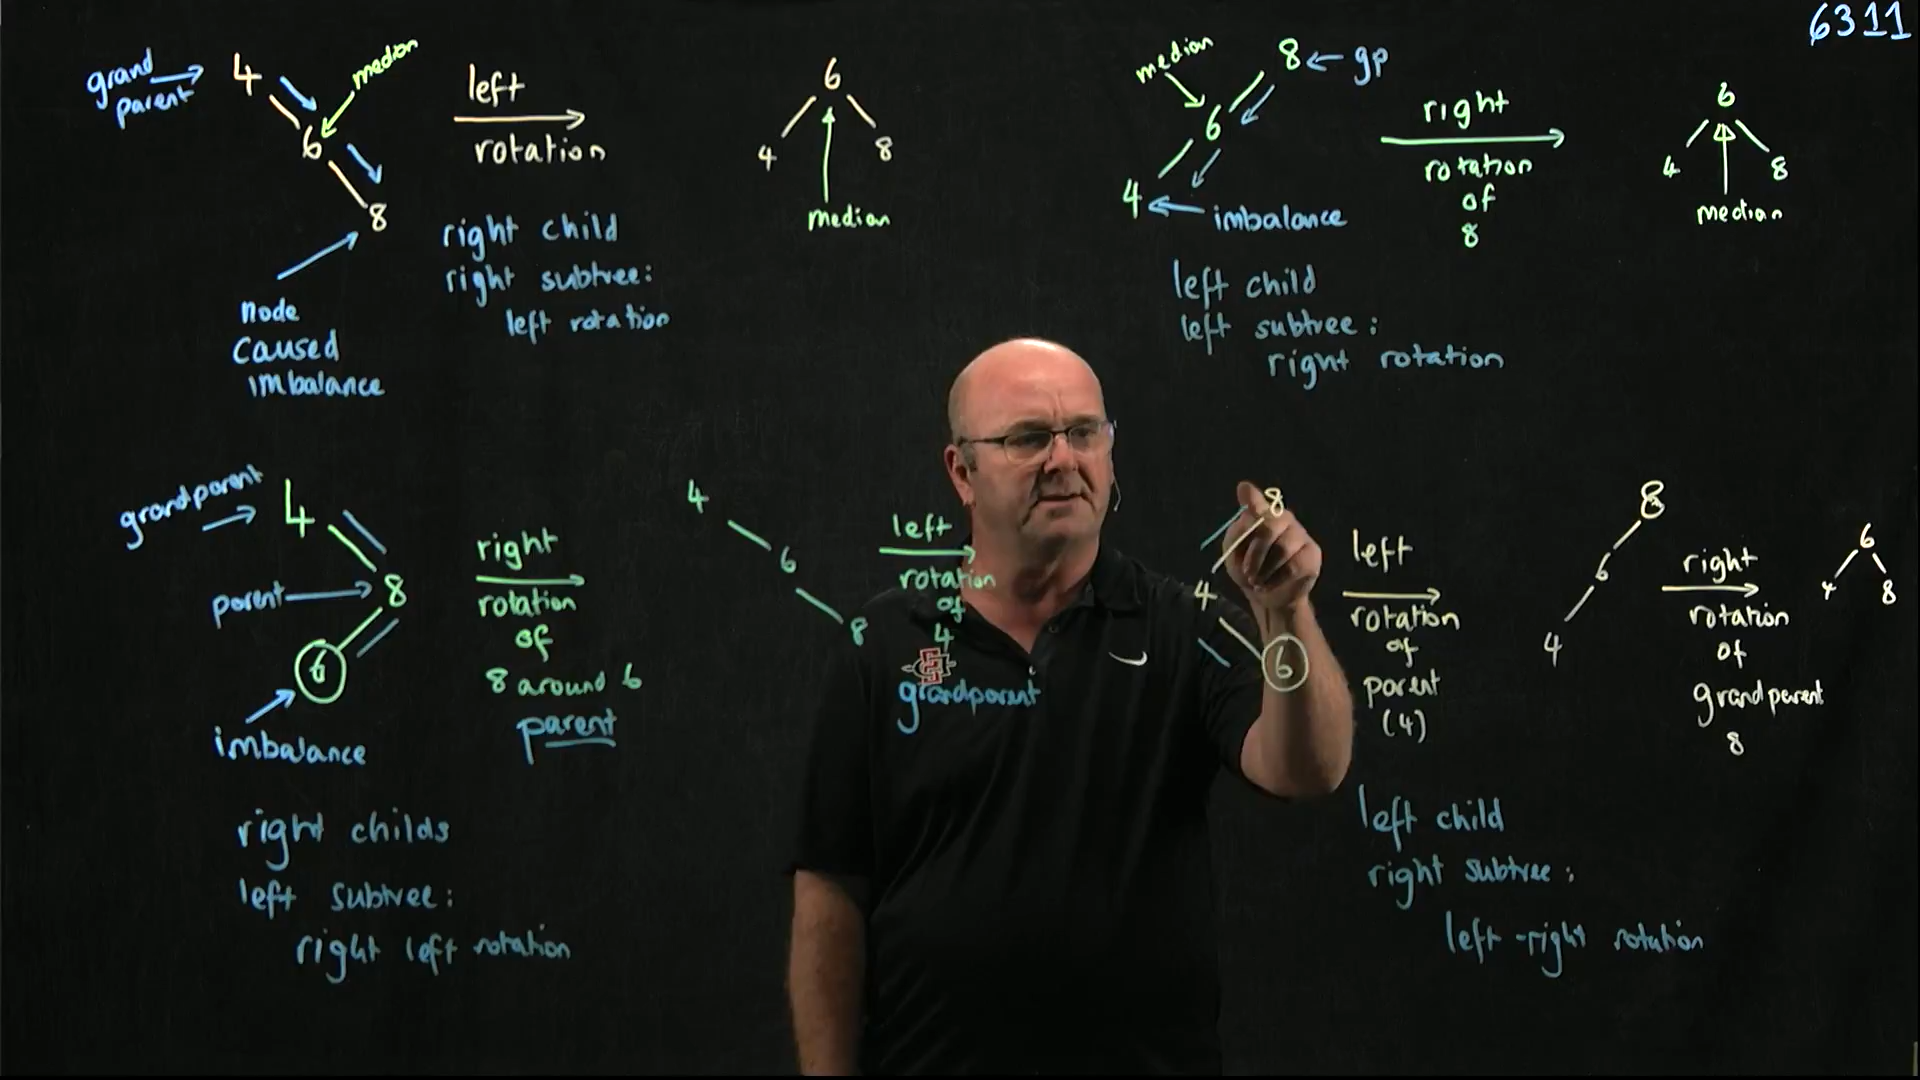 6311
grand
parent
4
median
6
8
node
caused
imbalance
left
rotation
right child
right subtree:
left rotation
6
4
8
median
median
8
gp
6
4
imbalance
right
rotation
of
8
left child
left subtree:
right rotation
6
4
8
median
grandparent
4
parent
8
6
imbalance
right
rotation
of
8 around 6
parent
right childs
left subtree:
right left rotation
4
6
8
left
rotation
of
4
grandparent
8
4
6
left
rotation
of
parent
(4)
left child
right subtree:
left-right rotation
8
6
4
right
rotation
of
grandparent
8
6
4
8